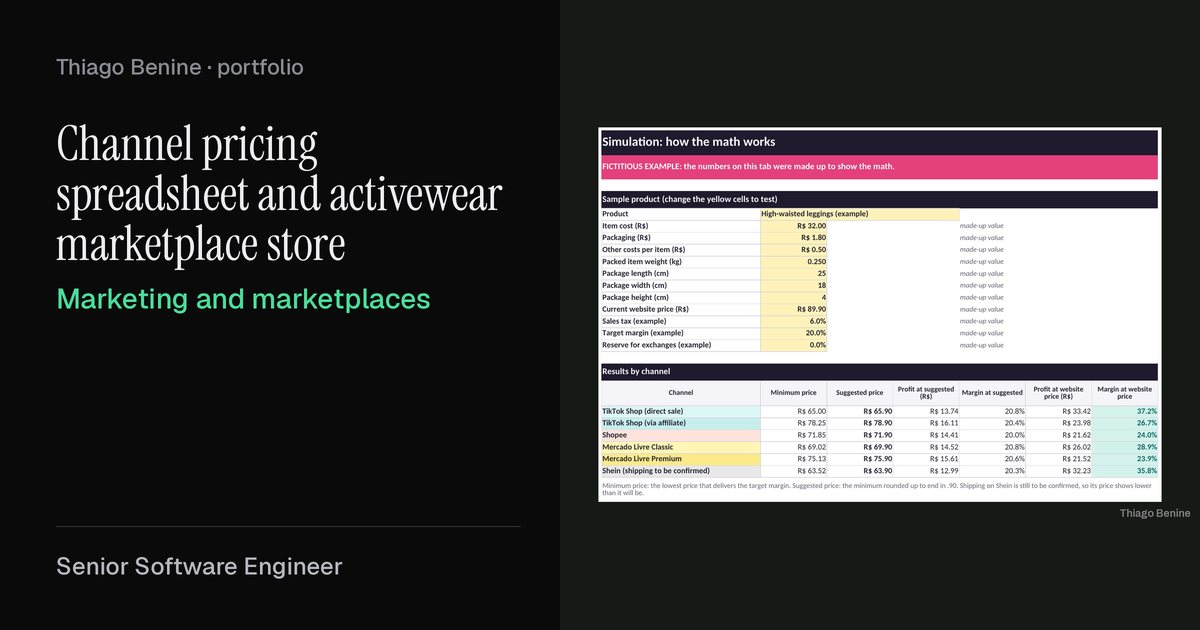 Thiago Benine · portfolio
Channel pricing
spreadsheet and activewear
marketplace store
Marketing and marketplaces
Senior Software Engineer
Simulation: how the math works
FICTITIOUS EXAMPLE: the numbers on this tab were made up to show the math.
Sample product (change the yellow cells to test)
Product High-waisted leggings (example)
Item cost (R$) R$ 32.00 made-up value
Packaging (R$) R$ 1.80 made-up value
Other costs per item (R$) R$ 0.50 made-up value
Packed item weight (kg) 0.250 made-up value
Package length (cm) 25 made-up value
Package width (cm) 18 made-up value
Package height (cm) 4 made-up value
Current website price (R$) R$ 89.90 made-up value
Sales tax (example) 6.0% made-up value
Target margin (example) 20.0% made-up value
Reserve for exchanges (example) 0.0% made-up value
Results by channel
Channel Minimum price Suggested price Profit at suggested (R$) Margin at suggested Profit at website price (R$) Margin at website price
TikTok Shop (direct sale) R$ 65.00 R$ 65.90 R$ 13.74 20.8% R$ 33.42 37.2%
TikTok Shop (via affiliate) R$ 78.25 R$ 78.90 R$ 16.11 20.4% R$ 23.98 26.7%
Shopee R$ 71.85 R$ 71.90 R$ 14.41 20.0% R$ 21.62 24.0%
Mercado Livre Classic R$ 69.02 R$ 69.90 R$ 14.52 20.8% R$ 26.02 28.9%
Mercado Livre Premium R$ 75.13 R$ 75.90 R$ 15.61 20.6% R$ 21.52 23.9%
Shein (shipping to be confirmed) R$ 63.52 R$ 63.90 R$ 12.99 20.3% R$ 32.23 35.8%
Minimum price: the lowest price that delivers the target margin. Suggested price: the minimum rounded up to end in .90. Shipping on Shein is still to be confirmed, so its price shows lower
than it will be.
Thiago Benine